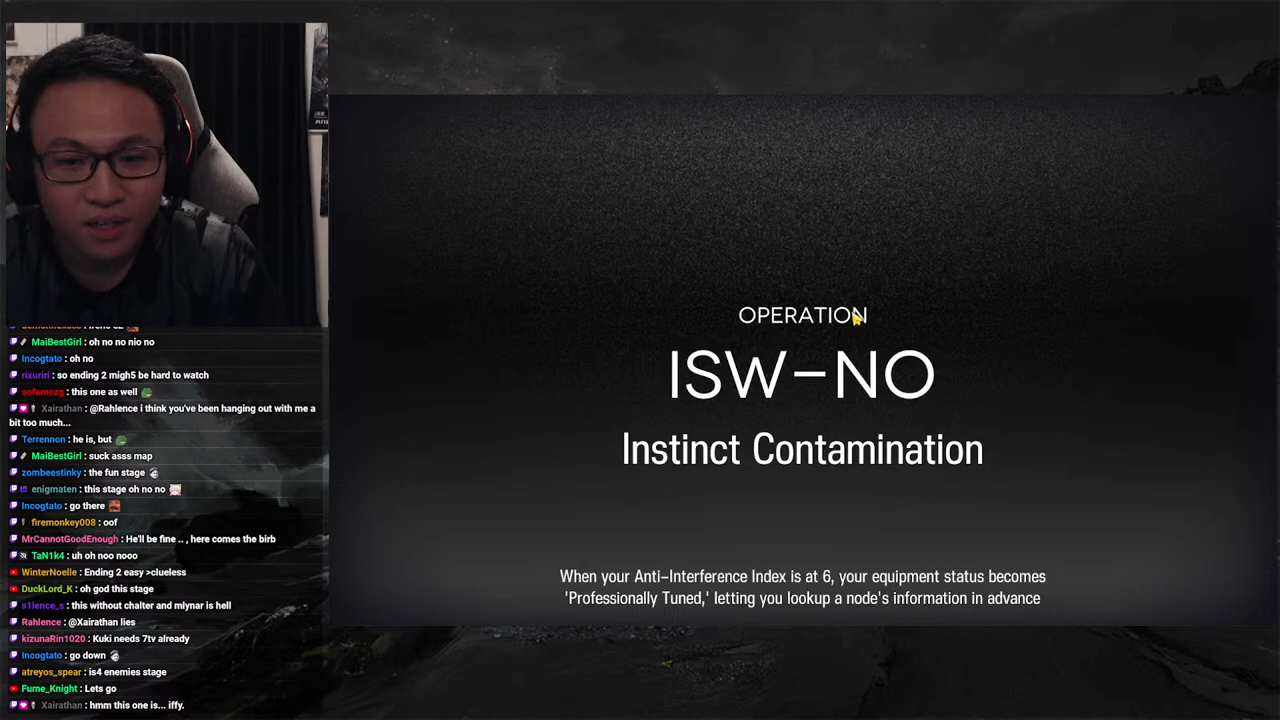 MaiBestGirl : oh no no nio no
Incogtato : oh no
rixuriri : so ending 2 migh5 be hard to watch
sofamazg : this one as well
Xairathan : @Rahlence i think you've been hanging out with me a
bit too much...
Terrennon : he is, but
MaiBestGirl : suck asss map
zombeestinky : the fun stage
enigmaten : this stage oh no no
Incogtato : go there
firemonkey008 : oof
MrCannotGoodEnough : He'll be fine .. , here comes the birb
TaN1k4 : uh oh noo nooo
WinterNoelle : Ending 2 easy >clueless
DuckLord_K : oh god this stage
s1lence_s : this without chalter and mlynar is hell
Rahlence : @Xairathan lies
kizunaRin1020 : Kuki needs 7tv already
Incogtato : go down
atreyos_spear : is4 enemies stage
Fume_Knight : Lets go
Xairathan : hmm this one is... iffy.
OPERATION
ISW-NO
Instinct Contamination
When your Anti-Interference Index is at 6, your equipment status becomes
'Professionally Tuned,' letting you lookup a node's information in advance